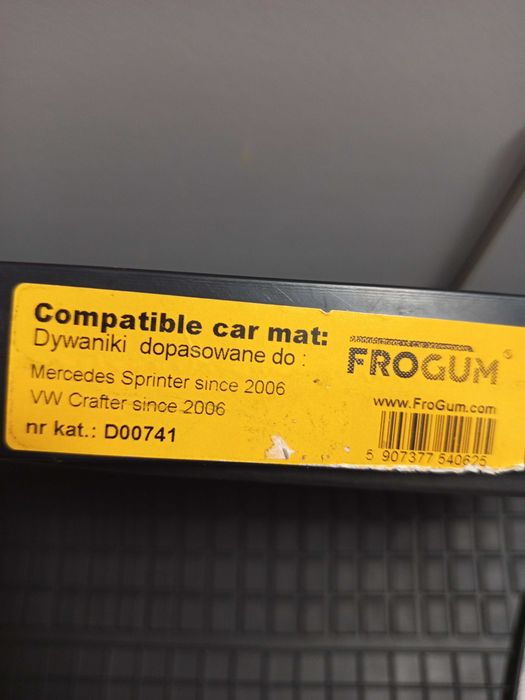 Compatible car mat:
Dywaniki dopasowane do :
Mercedes Sprinter since 2006
VW Crafter since 2006
nr kat.: D00741
FROGUM®
www.FroGum.com
5 907377 540625